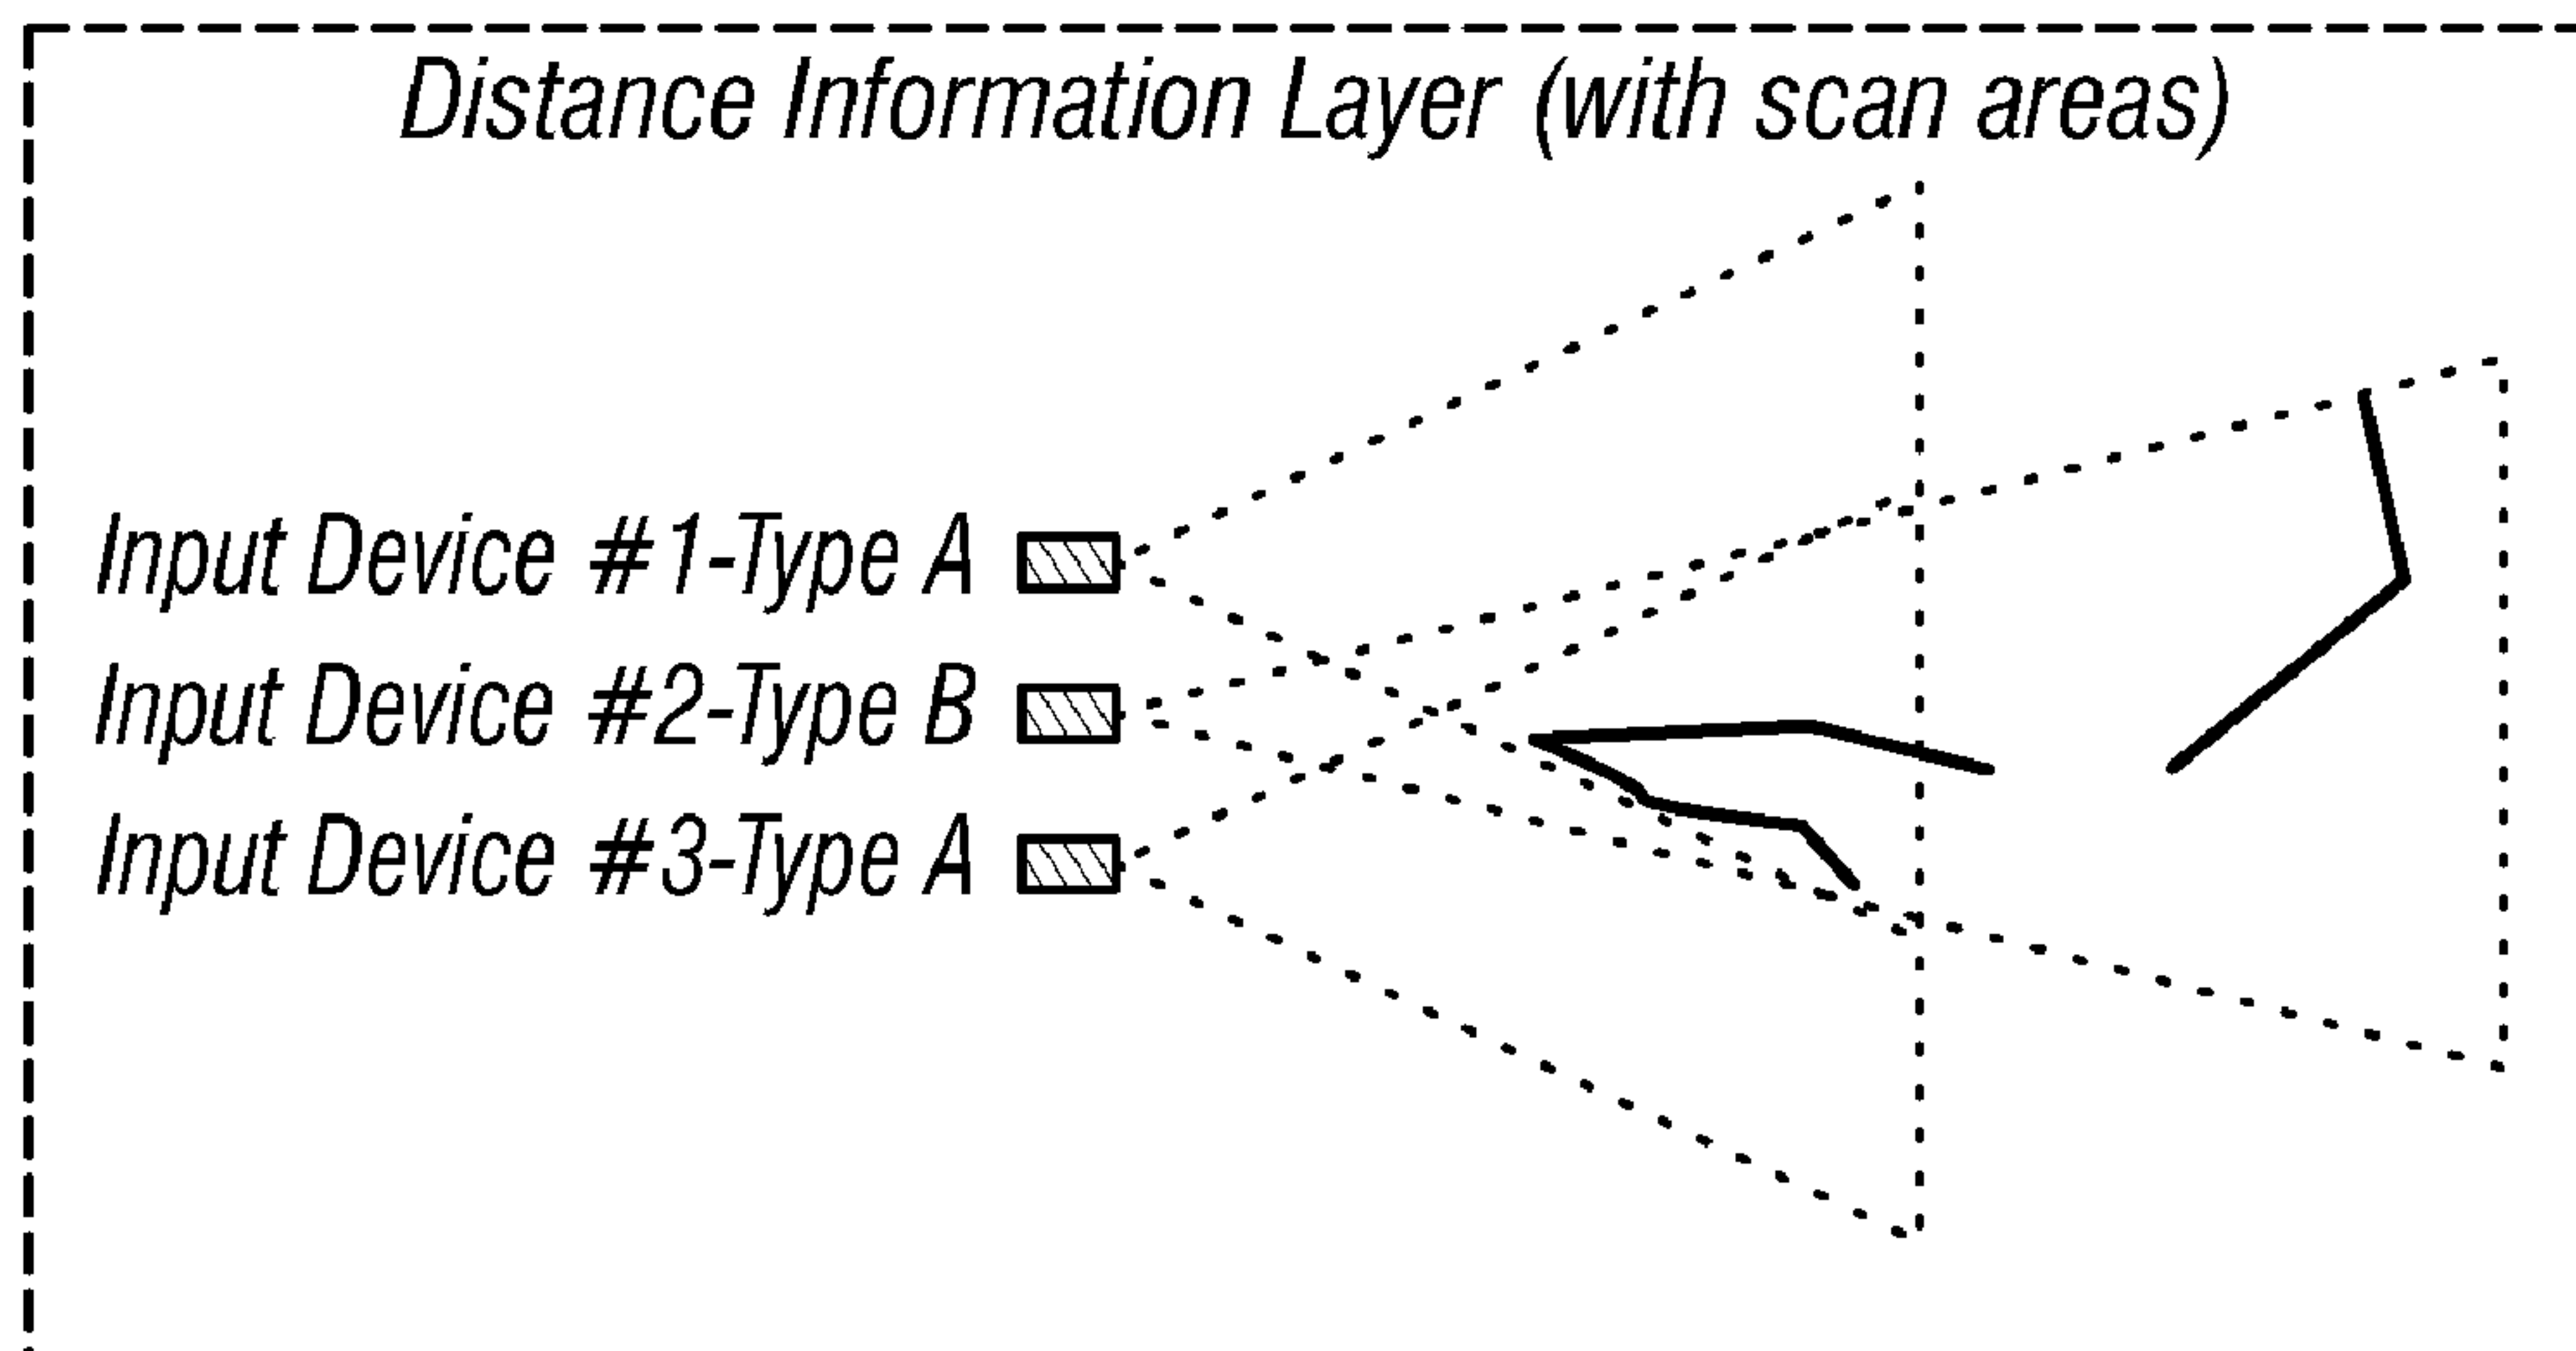 Distance Information Layer (with scan areas)
Input Device #1-Type A
Input Device #2-Type B
Input Device #3-Type A